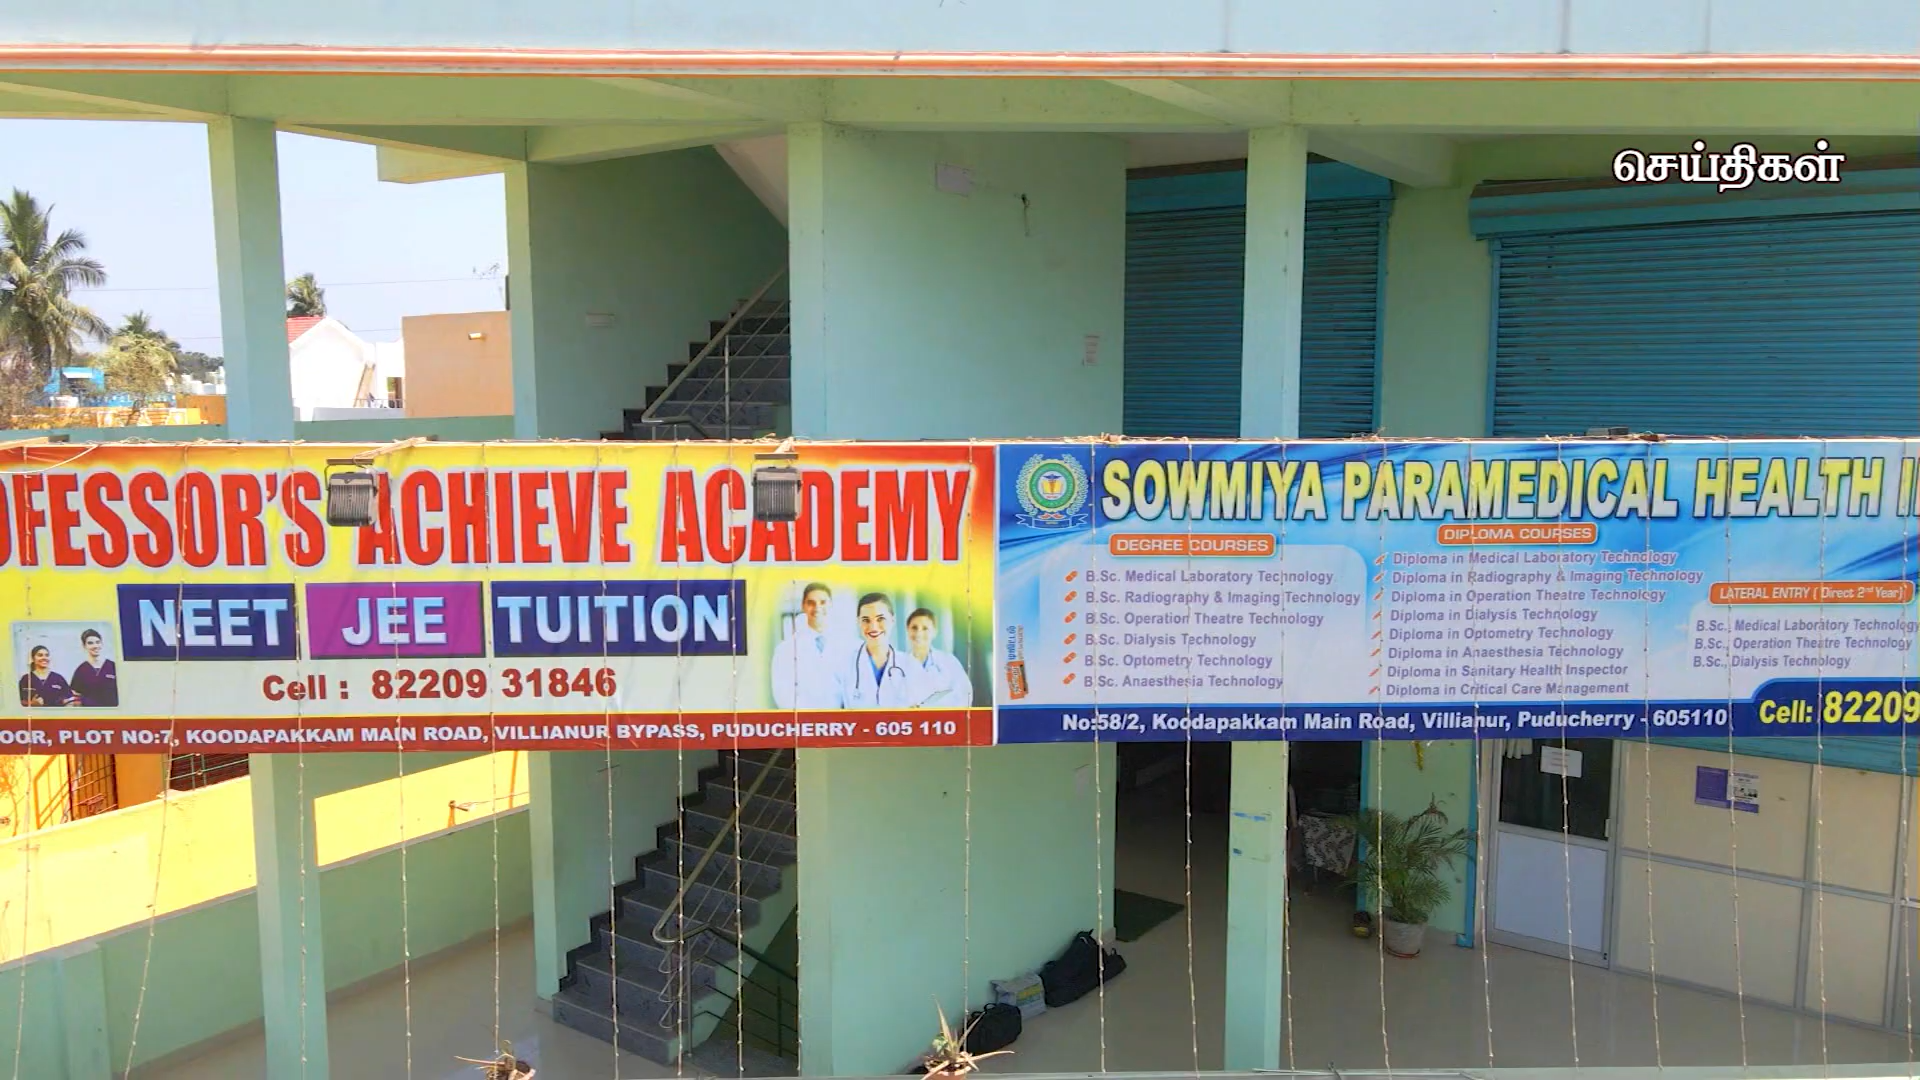 செய்திகள்
OFESSOR'S ACHIEVE ACADEMY
NEET JEE TUITION
Cell : 82209 31846
OOR, PLOT NO:7, KOODAPAKKAM MAIN ROAD, VILLIANUR BYPASS, PUDUCHERRY - 605 110
SOWMIYA PARAMEDICAL HEALTH
DEGREE COURSES
B.Sc. Medical Laboratory Technology
B.Sc. Radiography & Imaging Technology
B.Sc. Operation Theatre Technology
B.Sc. Dialysis Technology
B.Sc. Optometry Technology
B.Sc. Anaesthesia Technology
DIPLOMA COURSES
Diploma in Medical Laboratory Technology
Diploma in Radiography & Imaging Technology
Diploma in Operation Theatre Technology
Diploma in Dialysis Technology
Diploma in Optometry Technology
Diploma in Anaesthesia Technology
Diploma in Sanitary Health Inspector
Diploma in Critical Care Management
LATERAL ENTRY ( Direct 2nd Year)
B.Sc., Medical Laboratory Technology
B.Sc., Operation Theatre Technology
B.Sc., Dialysis Technology
No:58/2, Koodapakkam Main Road, Villianur, Puducherry - 605110
Cell: 82209